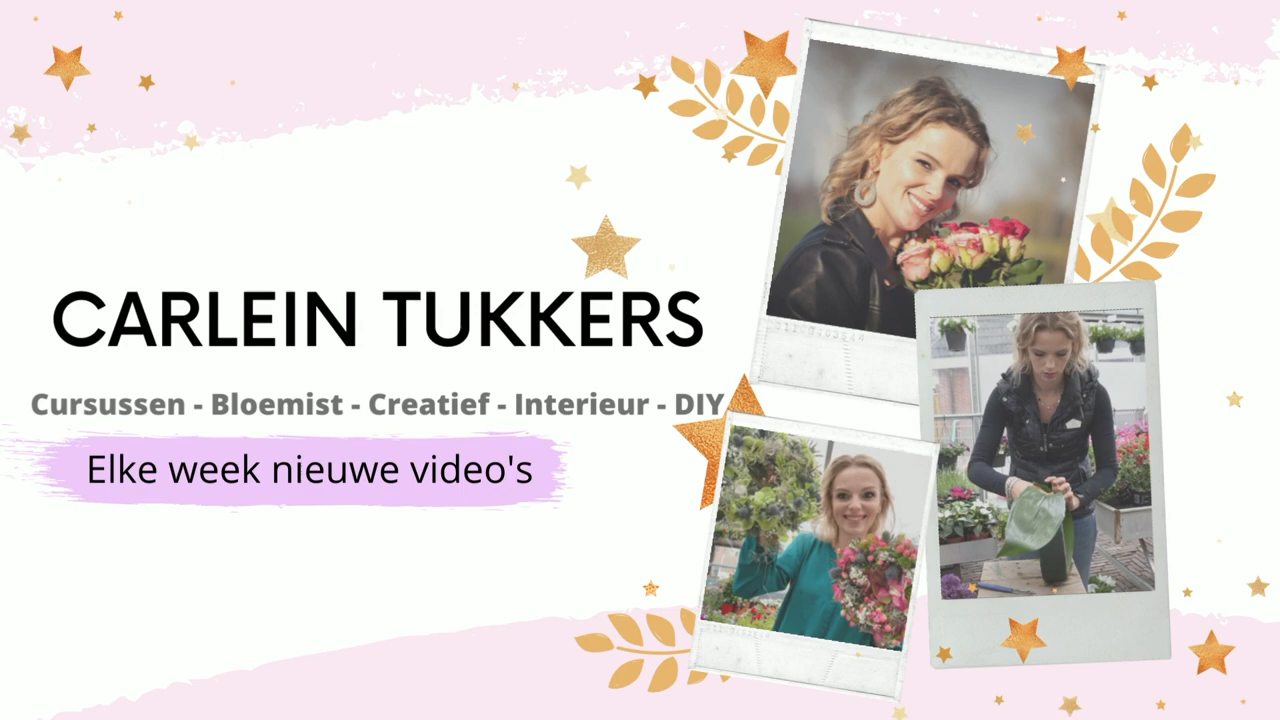 CARLEIN TUKKERS
Cursussen - Bloemist - Creatief - Interieur - DIY
Elke week nieuwe video's